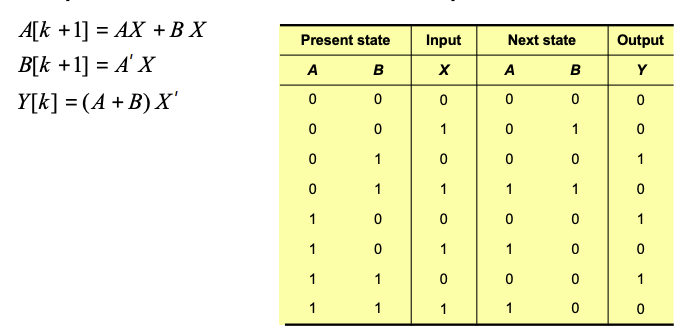 A[k +1] = AX + B X
B[k +1] = A' X
Y[k] = (A + B) X'
Present state Input Next state Output
A B X A B Y
0 0 0 0 0 0
0 0 1 0 1 0
0 1 0 0 0 1
0 1 1 1 1 0
1 0 0 0 0 1
1 0 1 1 0 0
1 1 0 0 0 1
1 1 1 1 0 0